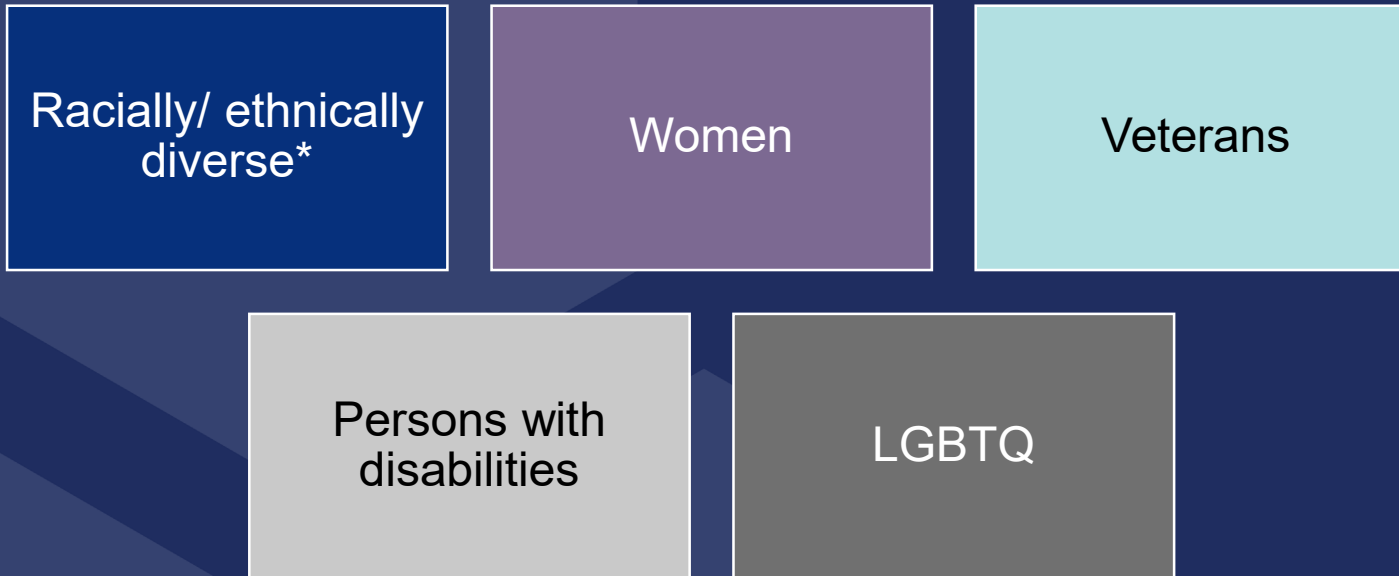 Racially/ ethnically
diverse*
Women
Veterans
Persons with
disabilities
LGBTQ